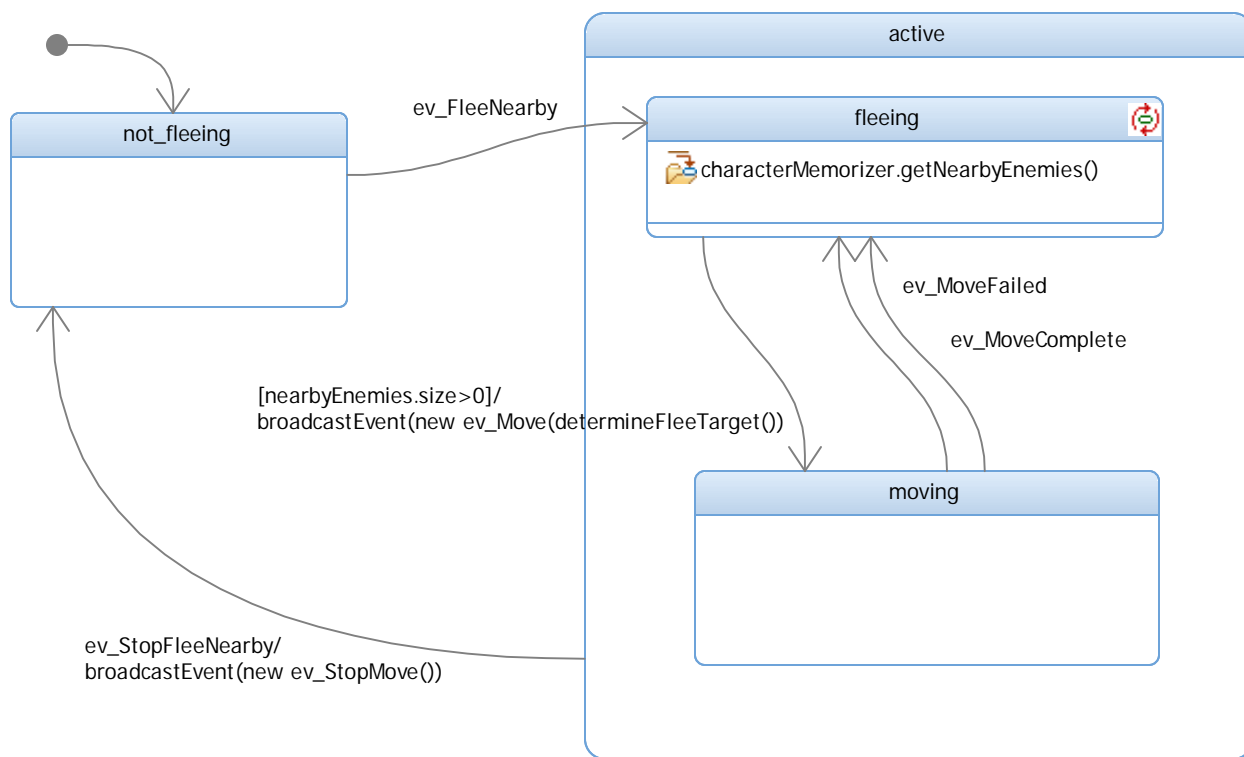 active
not_fleeing
ev_FleeNearby
fleeing
characterMemorizer.getNearbyEnemies()
ev_MoveFailed
ev_MoveComplete
[nearbyEnemies.size>0]/
broadcastEvent(new ev_Move(determineFleeTarget())
moving
ev_StopFleeNearby/
broadcastEvent(new ev_StopMove())